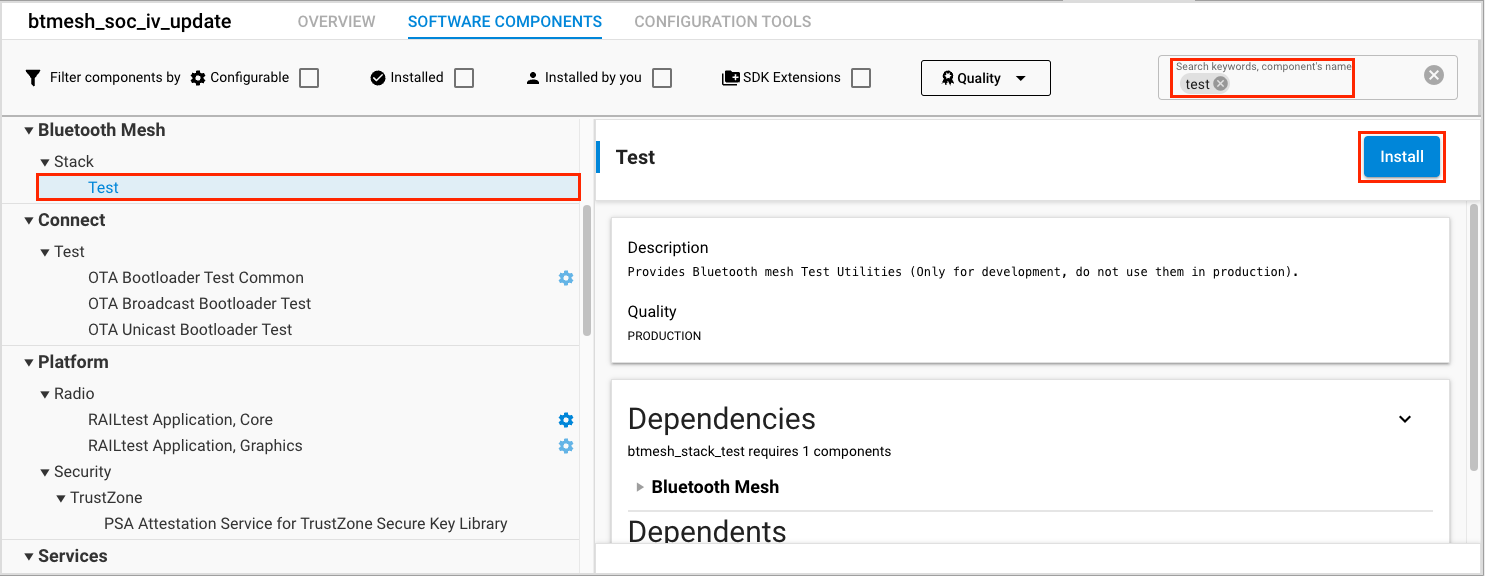 btmesh_soc_iv_update OVERVIEW SOFTWARE COMPONENTS CONFIGURATION TOOLS
Filter components by Configurable Installed Installed by you SDK Extensions Quality
Search keywords, component's name
test
Bluetooth Mesh
Stack
Test
Connect
Test
OTA Bootloader Test Common
OTA Broadcast Bootloader Test
OTA Unicast Bootloader Test
Platform
Radio
RAILtest Application, Core
RAILtest Application, Graphics
Security
TrustZone
PSA Attestation Service for TrustZone Secure Key Library
Services
Test
Install
Description
Provides Bluetooth mesh Test Utilities (Only for development, do not use them in production).
Quality
PRODUCTION
Dependencies
btmesh_stack_test requires 1 components
Bluetooth Mesh
Dependents